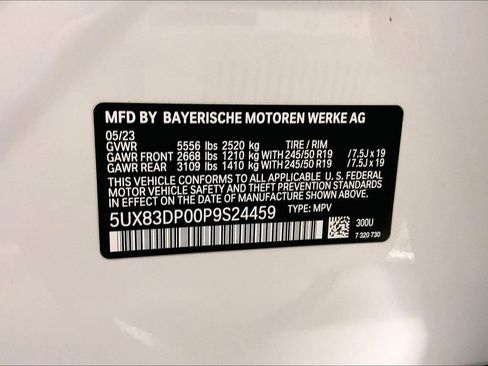 MFD BY BAYERISCHE MOTOREN WERKE AG
05/23
GVWR 5556 lbs 2520 kg TIRE / RIM
GAWR FRONT 2668 lbs 1210 kg WITH 245/50 R19 / 7.5J x 19
GAWR REAR 3109 lbs 1410 kg WITH 245/50 R19 / 7.5J x 19
THIS VEHICLE CONFORMS TO ALL APPLICABLE U. S. FEDERAL
MOTOR VEHICLE SAFETY AND THEFT PREVENTION STANDARDS
IN EFFECT ON THE DATE OF MANUFACTURE SHOWN ABOVE.
5UX83DP00P9S24459 TYPE: MPV
300U
7 320 730